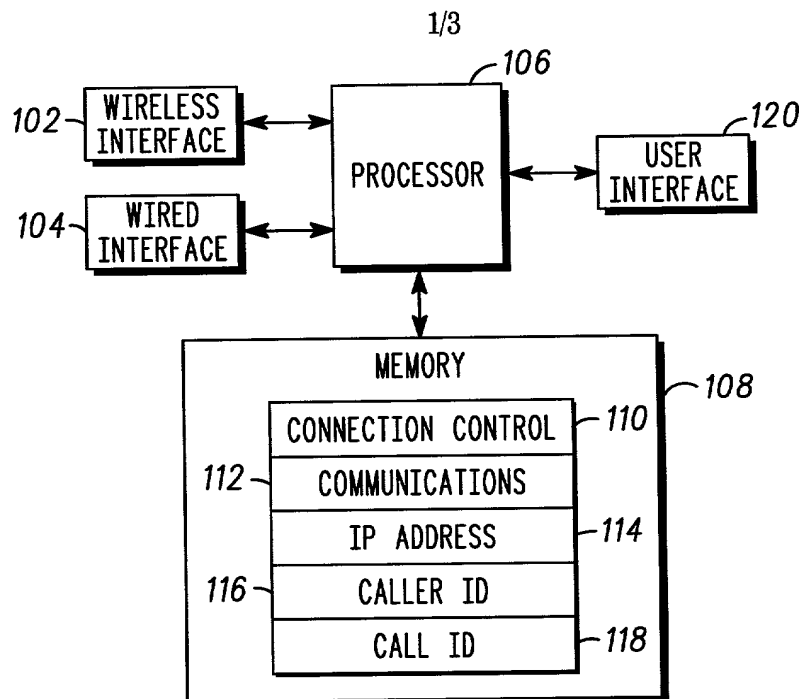 1/3
106
102
WIRELESS
INTERFACE
PROCESSOR
120
USER
INTERFACE
104
WIRED
INTERFACE
MEMORY
108
CONNECTION CONTROL
110
112
COMMUNICATIONS
IP ADDRESS
114
116
CALLER ID
CALL ID
118